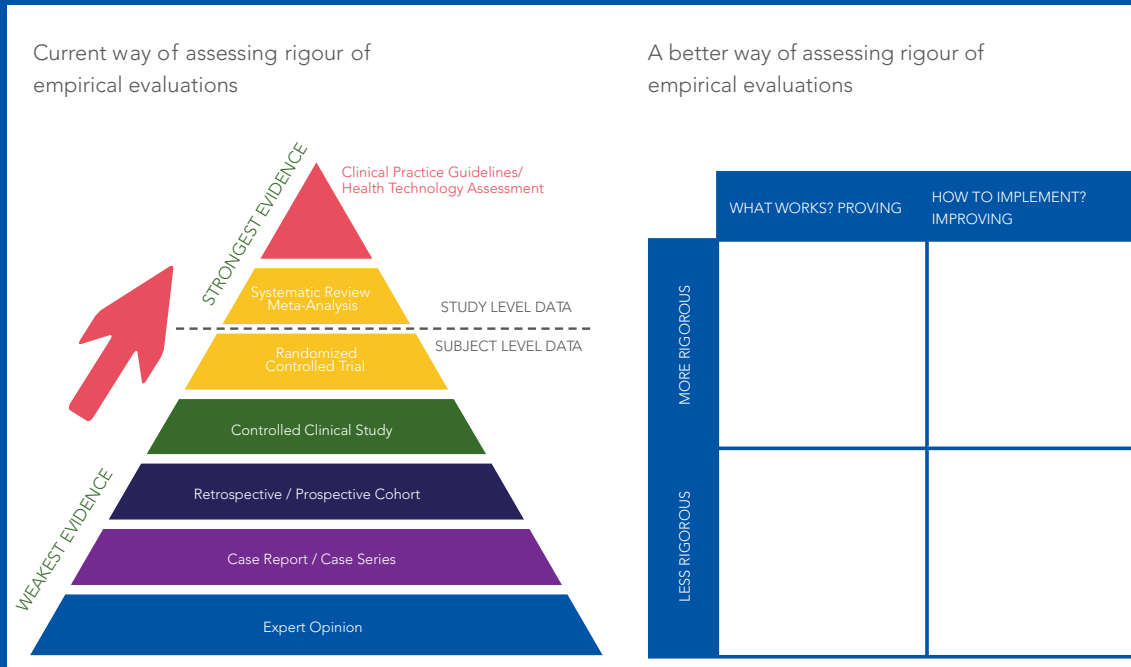 Current way of assessing rigour of
empirical evaluations
STRONGEST EVIDENCE
WEAKEST EVIDENCE
Clinical Practice Guidelines/
Health Technology Assessment
Systematic Review
Meta-Analysis
STUDY LEVEL DATA
SUBJECT LEVEL DATA
Randomized
Controlled Trial
Controlled Clinical Study
Retrospective / Prospective Cohort
Case Report / Case Series
Expert Opinion
A better way of assessing rigour of
empirical evaluations
WHAT WORKS? PROVING
HOW TO IMPLEMENT?
IMPROVING
MORE RIGOROUS
LESS RIGOROUS